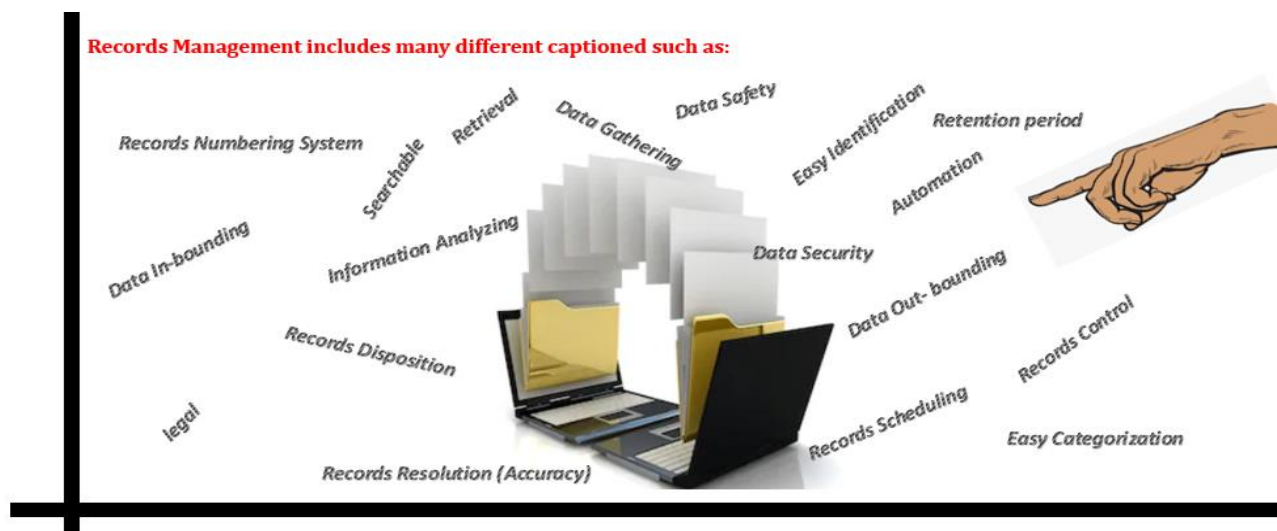 Records Management includes many different captioned such as:
Data Safety
Retrieval
Data Gathering
Easy Identification
Retention period
Records Numbering System
Searchable
Automation
Information Analyzing
Data In-bounding
Data Security
Data Out- bounding
Records Disposition
Records Control
legal
Records Scheduling
Easy Categorization
Records Resolution (Accuracy)